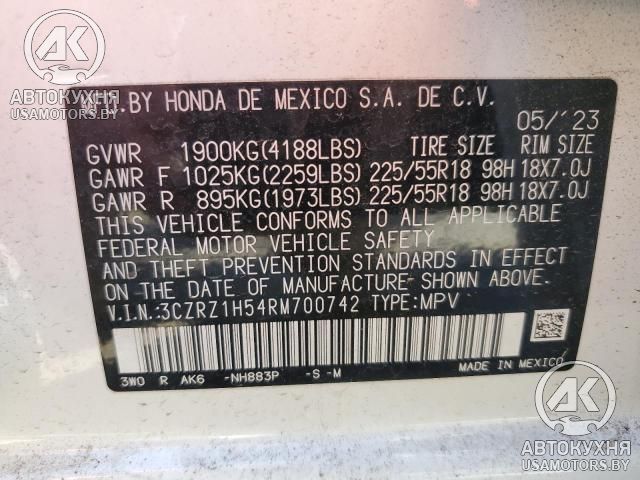 AK
АВТОКУХНЯ
USAMOTORS.BY
MFD.BY HONDA DE MEXICO S.A. DE C.V.
05/'23
GVWR 1900KG(4188LBS) TIRE SIZE RIM SIZE
GAWR F 1025KG(2259LBS) 225/55R18 98H 18X7.0J
GAWR R 895KG(1973LBS) 225/55R18 98H 18X7.0J
THIS VEHICLE CONFORMS TO ALL APPLICABLE
FEDERAL MOTOR VEHICLE SAFETY
AND THEFT PREVENTION STANDARDS IN EFFECT
ON THE DATE OF MANUFACTURE SHOWN ABOVE.
V.I.N.:3CZRZ1H54RM700742 TYPE:MPV
3W0 R AK6 -NH883P -S -M
MADE IN MEXICO
AK
АВТОКУХНЯ
USAMOTORS.BY